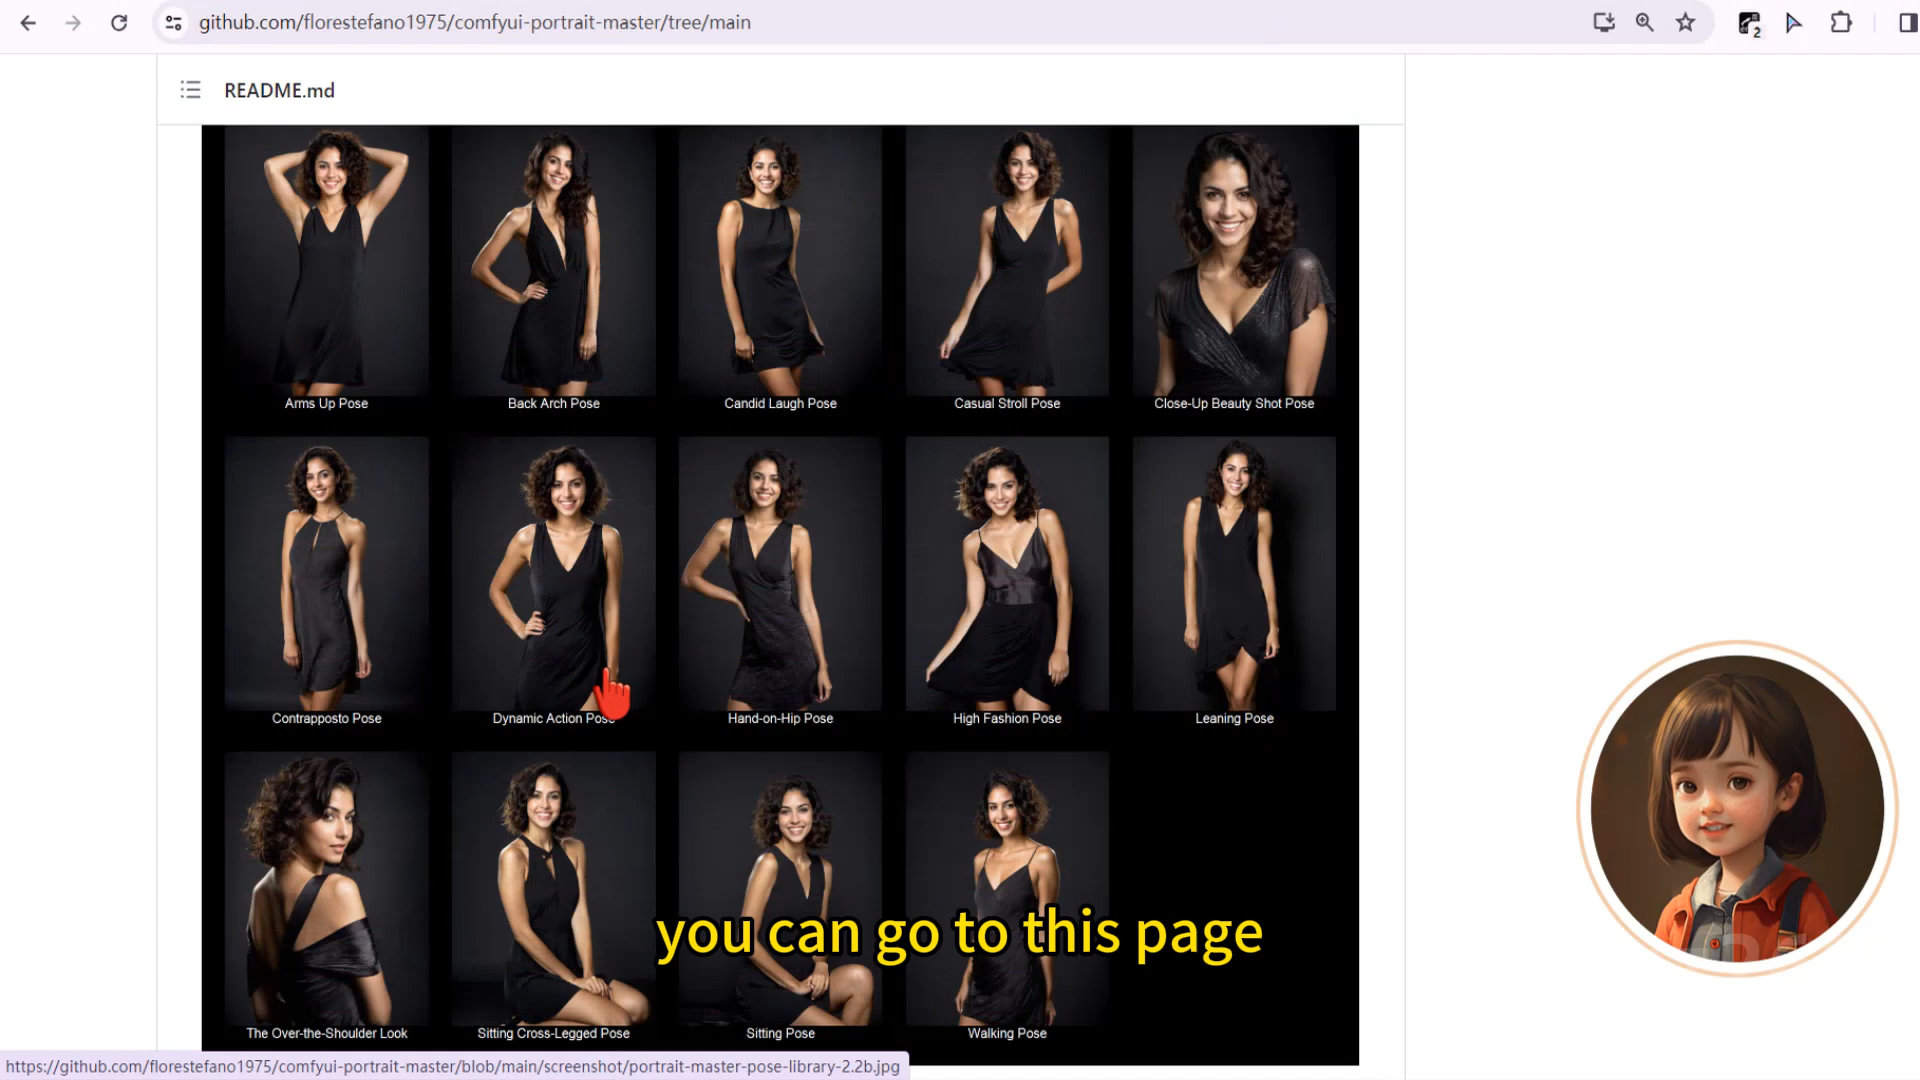 github.com/florestefano1975/comfyui-portrait-master/tree/main
2
README.md
Arms Up Pose
Back Arch Pose
Candid Laugh Pose
Casual Stroll Pose
Close-Up Beauty Shot Pose
Contrapposto Pose
Dynamic Action Pose
Hand-on-Hip Pose
High Fashion Pose
Leaning Pose
The Over-the-Shoulder Look
Sitting Cross-Legged Pose
Sitting Pose
Walking Pose
you can go to this page
https://github.com/florestefano1975/comfyui-portrait-master/blob/main/screenshot/portrait-master-pose-library-2.2b.jpg